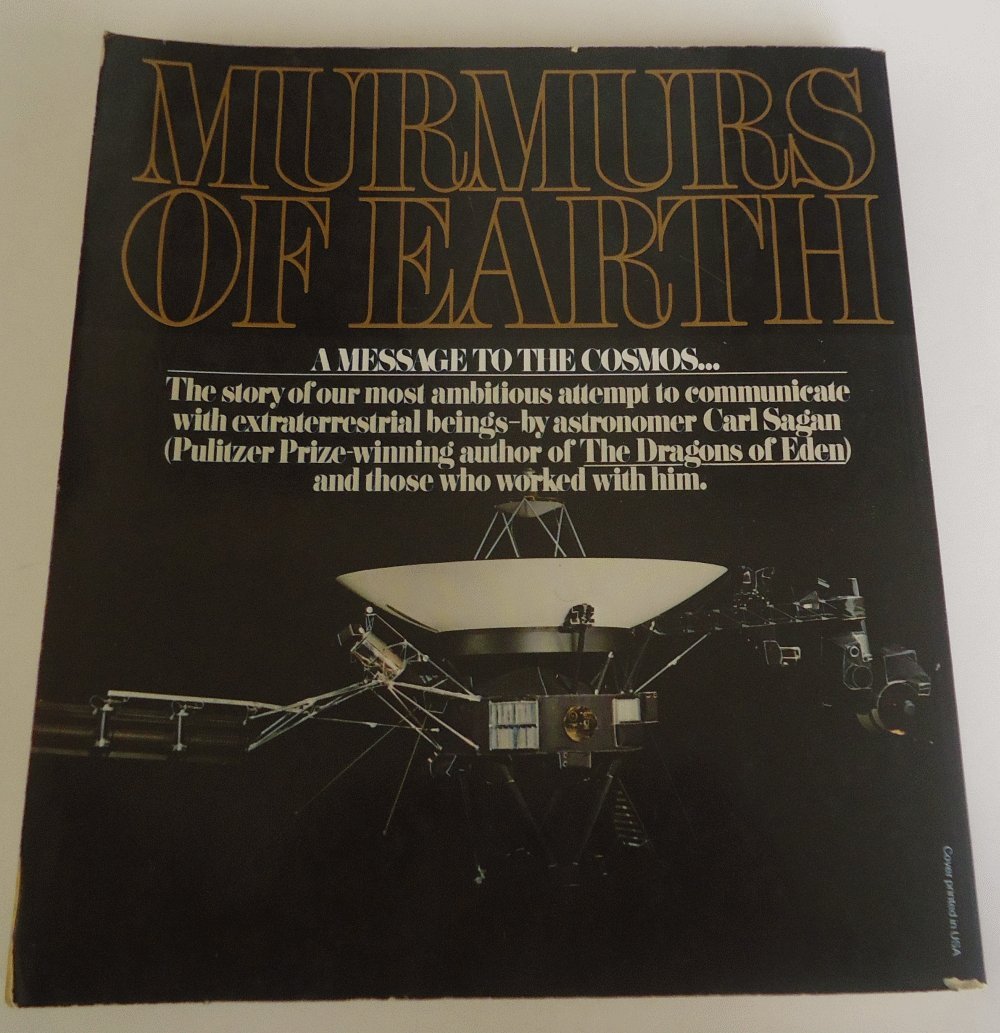 MURMURS
OF EARTH
A MESSAGE TO THE COSMOS...
The story of our most ambitious attempt to communicate
with extraterrestrial beings–by astronomer Carl Sagan
(Pulitzer Prize-winning author of The Dragons of Eden)
and those who worked with him.
Cover printed in USA